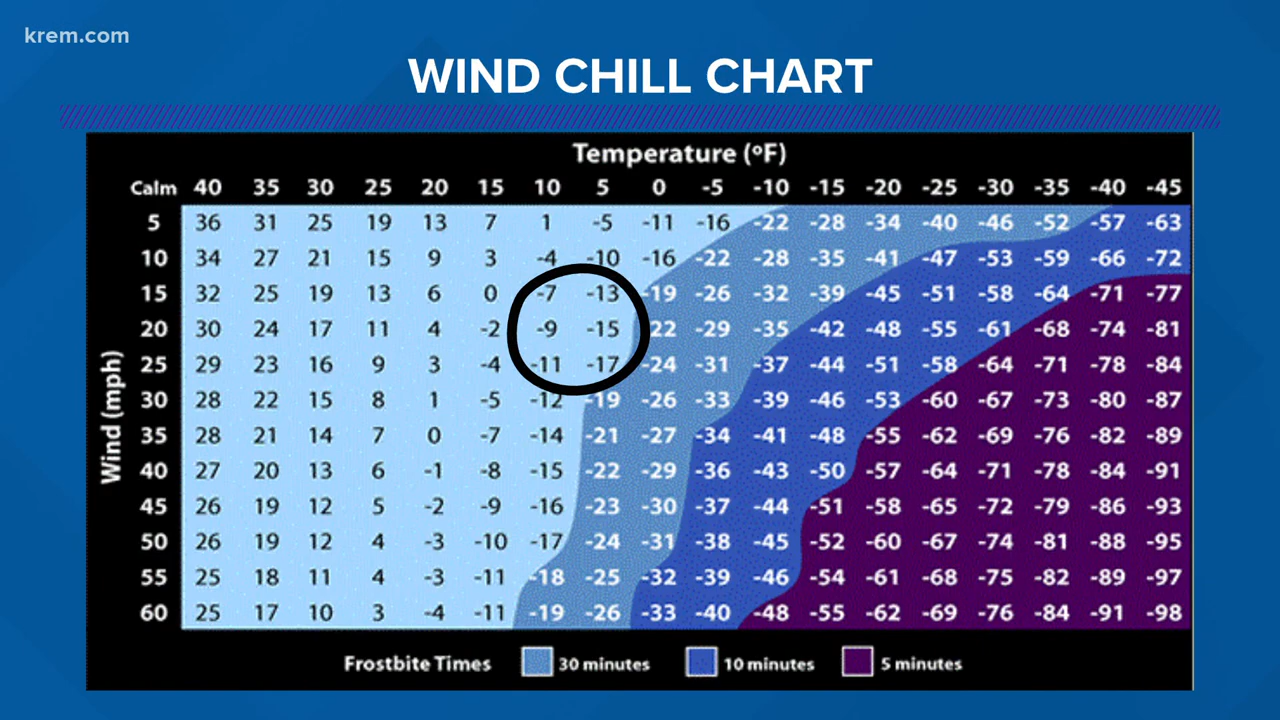 krem.com
WIND CHILL CHART
Temperature (ºF)
Calm 40 35 30 25 20 15 10 5 0 -5 -10 -15 -20 -25 -30 -35 -40 -45
5 36 31 25 19 13 7 1 -5 -11 -16 -22 -28 -34 -40 -46 -52 -57 -63
10 34 27 21 15 9 3 -4 -10 -16 -22 -28 -35 -41 -47 -53 -59 -66 -72
15 32 25 19 13 6 0 -7 -13 -19 -26 -32 -39 -45 -51 -58 -64 -71 -77
20 30 24 17 11 4 -2 -9 -15 22 -29 -35 -42 -48 -55 -61 -68 -74 -81
25 29 23 16 9 3 -4 -11 -17 -24 -31 -37 -44 -51 -58 -64 -71 -78 -84
30 28 22 15 8 1 -5 -12 -19 -26 -33 -39 -46 -53 -60 -67 -73 -80 -87
35 28 21 14 7 0 -7 -14 -21 -27 -34 -41 -48 -55 -62 -69 -76 -82 -89
40 27 20 13 6 -1 -8 -15 -22 -29 -36 -43 -50 -57 -64 -71 -78 -84 -91
45 26 19 12 5 -2 -9 -16 -23 -30 -37 -44 -51 -58 -65 -72 -79 -86 -93
50 26 19 12 4 -3 -10 -17 -24 -31 -38 -45 -52 -60 -67 -74 -81 -88 -95
55 25 18 11 4 -3 -11 -18 -25 -32 -39 -46 -54 -61 -68 -75 -82 -89 -97
60 25 17 10 3 -4 -11 -19 -26 -33 -40 -48 -55 -62 -69 -76 -84 -91 -98
Wind (mph)
Frostbite Times 30 minutes 10 minutes 5 minutes